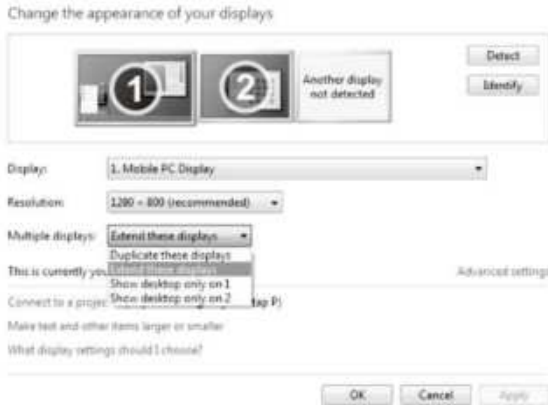 Change the appearance of your displays
Detect
1
2
Another display
not detected
Identify
Display:
1. Mobile PC Display
Resolution:
1280 × 800 (recommended)
Multiple displays:
Extend these displays
Duplicate these displays
This is currently you
Extend these displays
Advanced settings
Show desktop only on 1
Connect to a projec
Show desktop only on 2
tap P)
Make text and other items larger or smaller
What display settings should I choose?
OK
Cancel
Apply